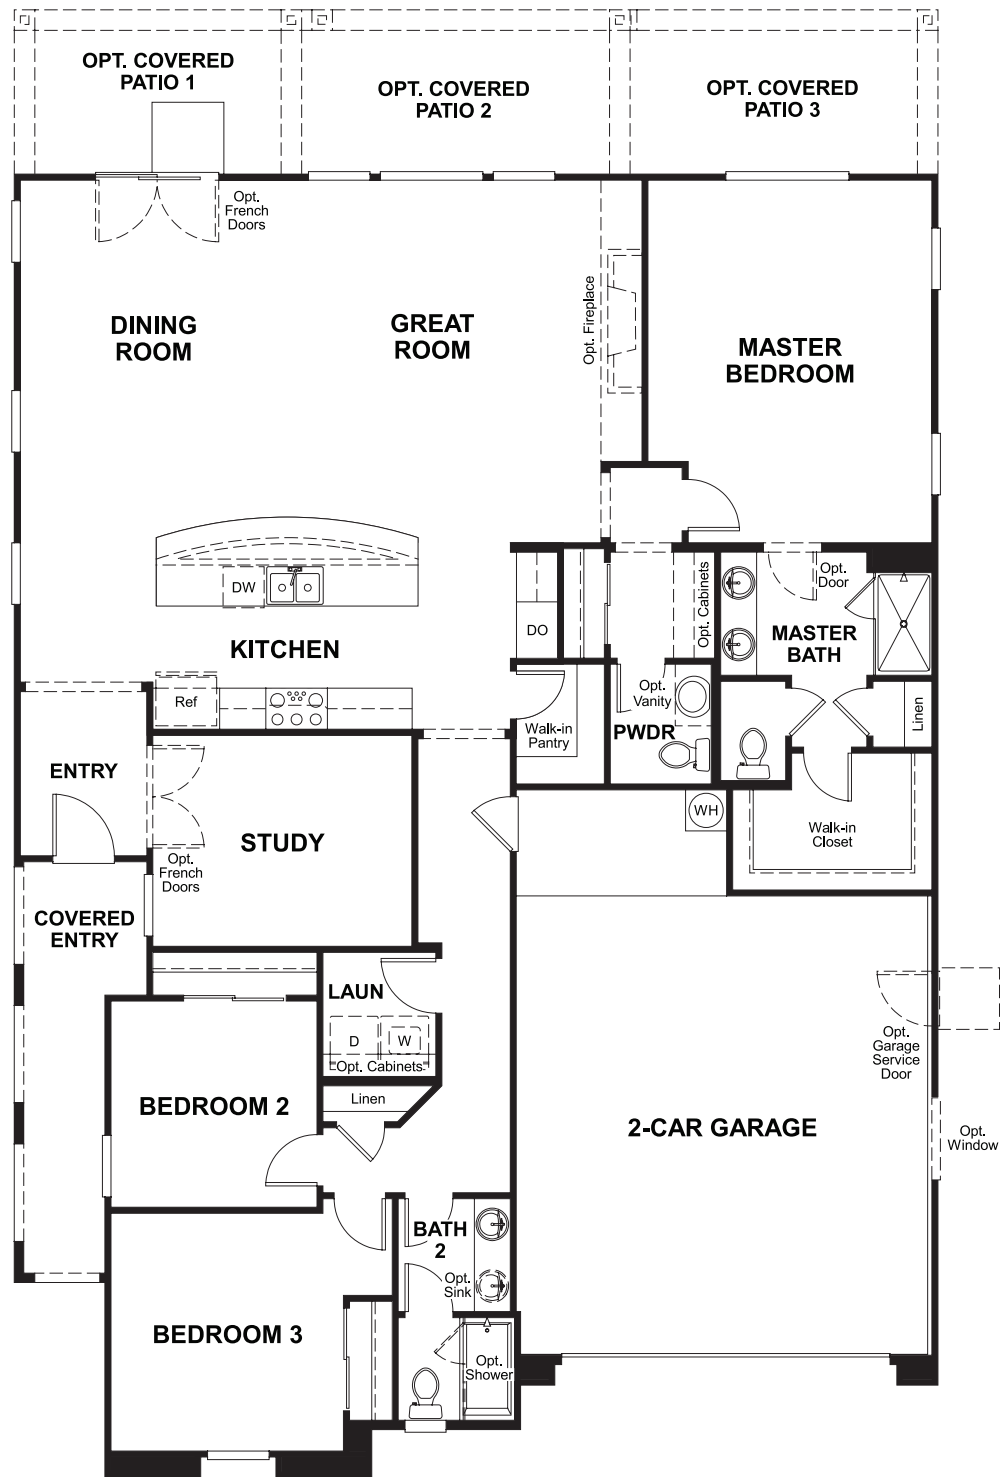 OPT. COVERED
PATIO 1
OPT. COVERED
PATIO 2
OPT. COVERED
PATIO 3
Opt.
French
Doors
DINING
ROOM
GREAT
ROOM
Opt. Fireplace
MASTER
BEDROOM
DW
KITCHEN
DO
Opt. Cabinets
Opt.
Door
MASTER
BATH
Ref
Walk-in
Pantry
Opt.
Vanity
PWDR
Linen
ENTRY
STUDY
Opt.
French
Doors
WH
Walk-in
Closet
COVERED
ENTRY
LAUN
D
W
Opt. Cabinets
Opt.
Garage
Service
Door
Linen
BEDROOM 2
2-CAR GARAGE
Opt.
Window
BATH
2
Opt.
Sink
BEDROOM 3
Opt.
Shower